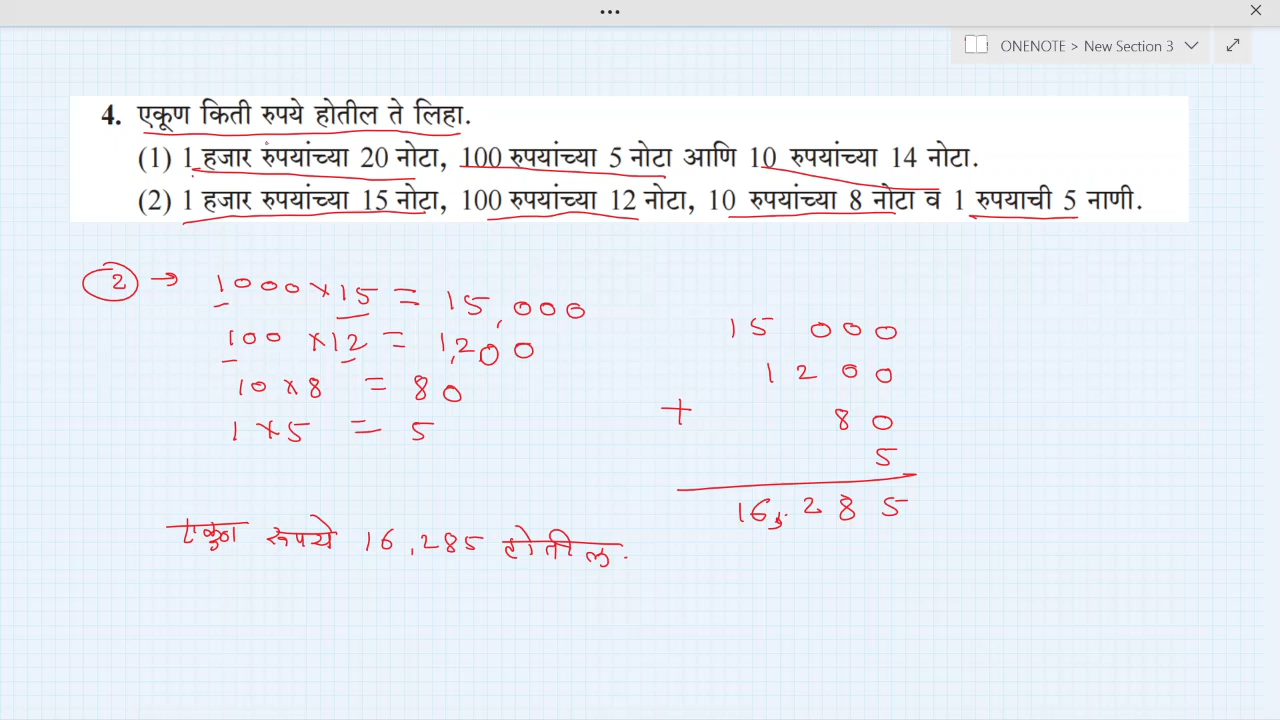 ONENOTE > New Section 3
4. एकूण किती रुपये होतील ते लिहा.
(1) 1 हजार रुपयांच्या 20 नोटा, 100 रुपयांच्या 5 नोटा आणि 10 रुपयांच्या 14 नोटा.
(2) 1 हजार रुपयांच्या 15 नोटा, 100 रुपयांच्या 12 नोटा, 10 रुपयांच्या 8 नोटा व 1 रुपयाची 5 नाणी.
2 → 1000 × 15 = 15,000
100 × 12 = 1,200
10 × 8 = 80
1 × 5 = 5
15 000
1200
+ 80
5
16,285
एकुण रूपये 16,285 होतील.